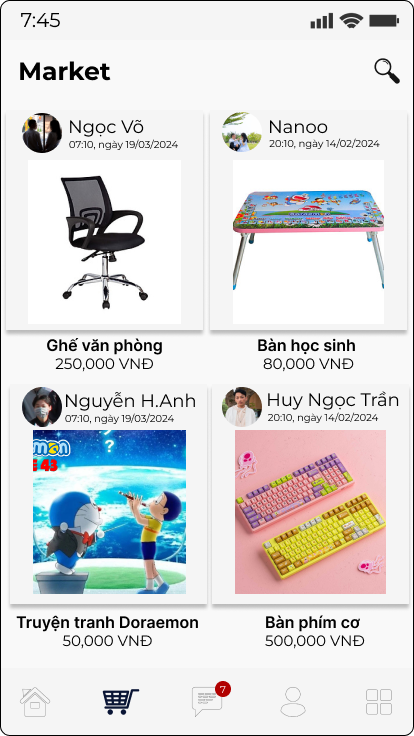 7:45
Market
Ngọc Võ
07:10, ngày 19/03/2024
Nanoo
20:10, ngày 14/02/2024
Ghế văn phòng
250,000 VNĐ
Bàn học sinh
80,000 VNĐ
Nguyễn H.Anh
07:10, ngày 19/03/2024
Huy Ngọc Trần
20:10, ngày 14/02/2024
emon
E 43
Truyện tranh Doraemon
50,000 VNĐ
Bàn phím cơ
500,000 VNĐ
7